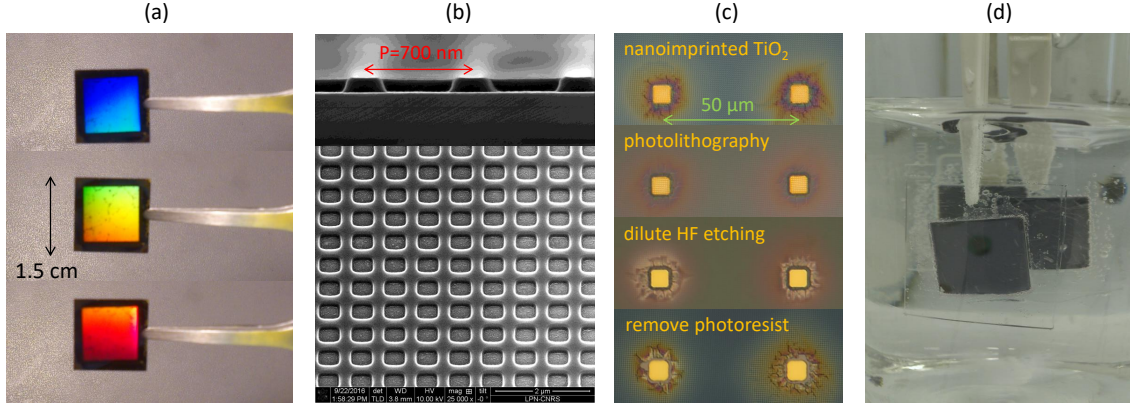 (a)
(b)
(c)
(d)
1.5 cm
P=700 nm
9/22/2016 det WD HV mag ⊞ tilt
1:58:29 PM TLD 3.8 mm 10.00 kV 25 000 x -0 ° LPN-CNRS
2 µm
nanoimprinted TiO₂
50 µm
photolithography
dilute HF etching
remove photoresist